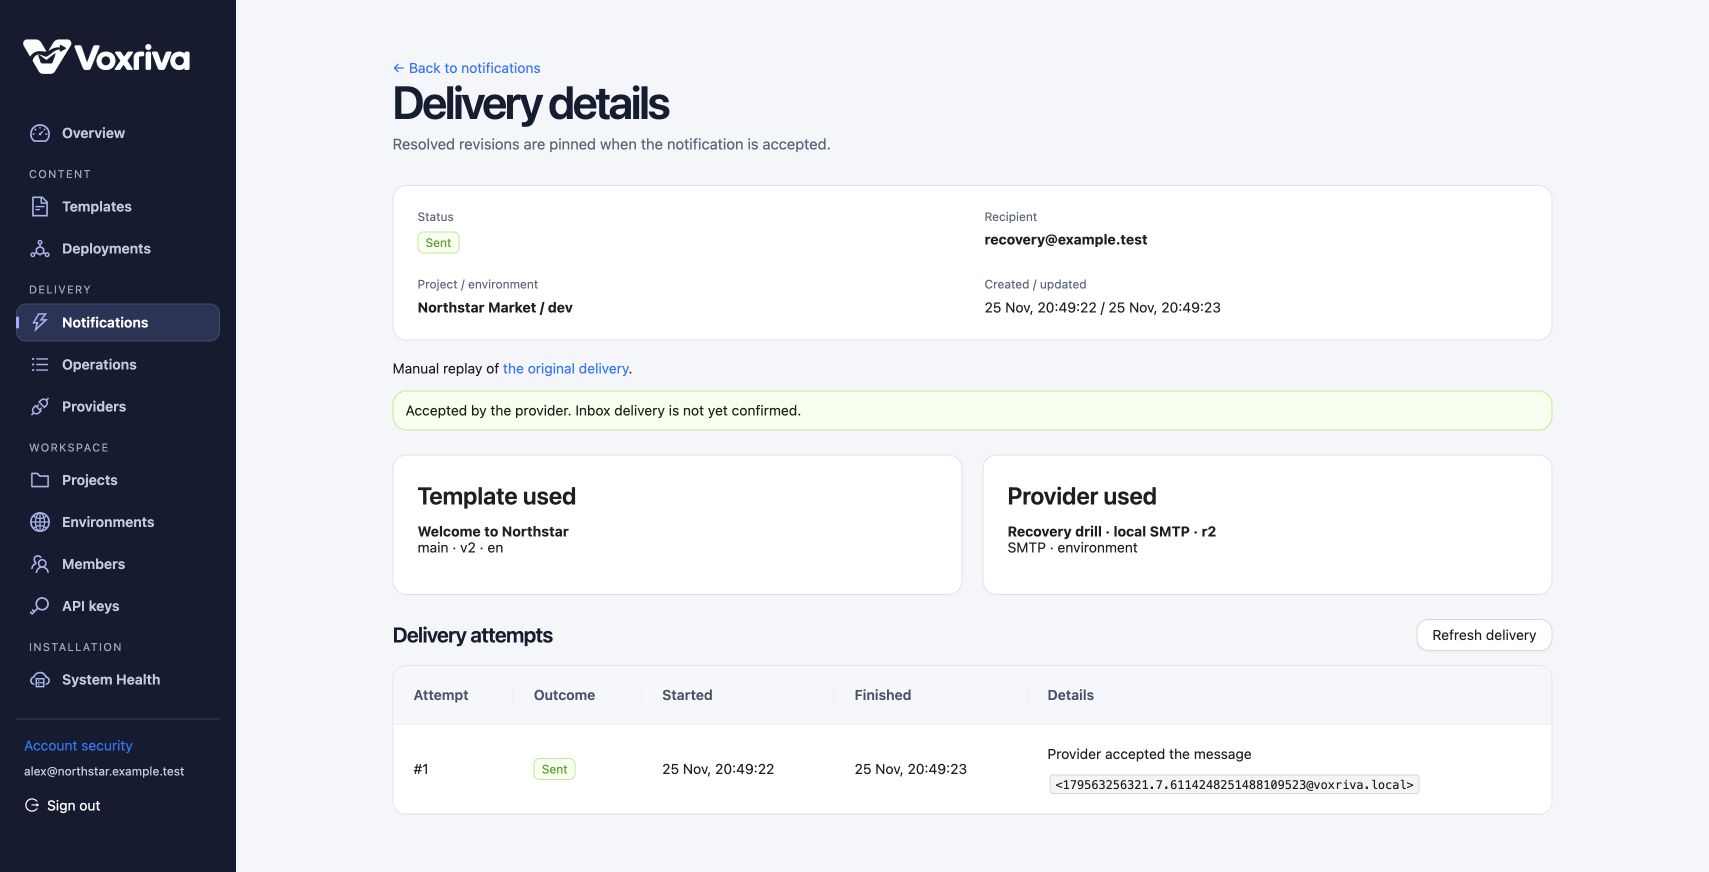 Voxriva
Overview
CONTENT
Templates
Deployments
DELIVERY
Notifications
Operations
Providers
WORKSPACE
Projects
Environments
Members
API keys
INSTALLATION
System Health
Account security
alex@northstar.example.test
Sign out
← Back to notifications
Delivery details
Resolved revisions are pinned when the notification is accepted.
Status
Sent
Recipient
recovery@example.test
Project / environment
Northstar Market / dev
Created / updated
25 Nov, 20:49:22 / 25 Nov, 20:49:23
Manual replay of the original delivery.
Accepted by the provider. Inbox delivery is not yet confirmed.
Template used
Welcome to Northstar
main · v2 · en
Provider used
Recovery drill · local SMTP · r2
SMTP · environment
Delivery attempts
Refresh delivery
Attempt Outcome Started Finished Details
#1 Sent 25 Nov, 20:49:22 25 Nov, 20:49:23 Provider accepted the message
<179563256321.7.6114248251488109523@voxriva.local>